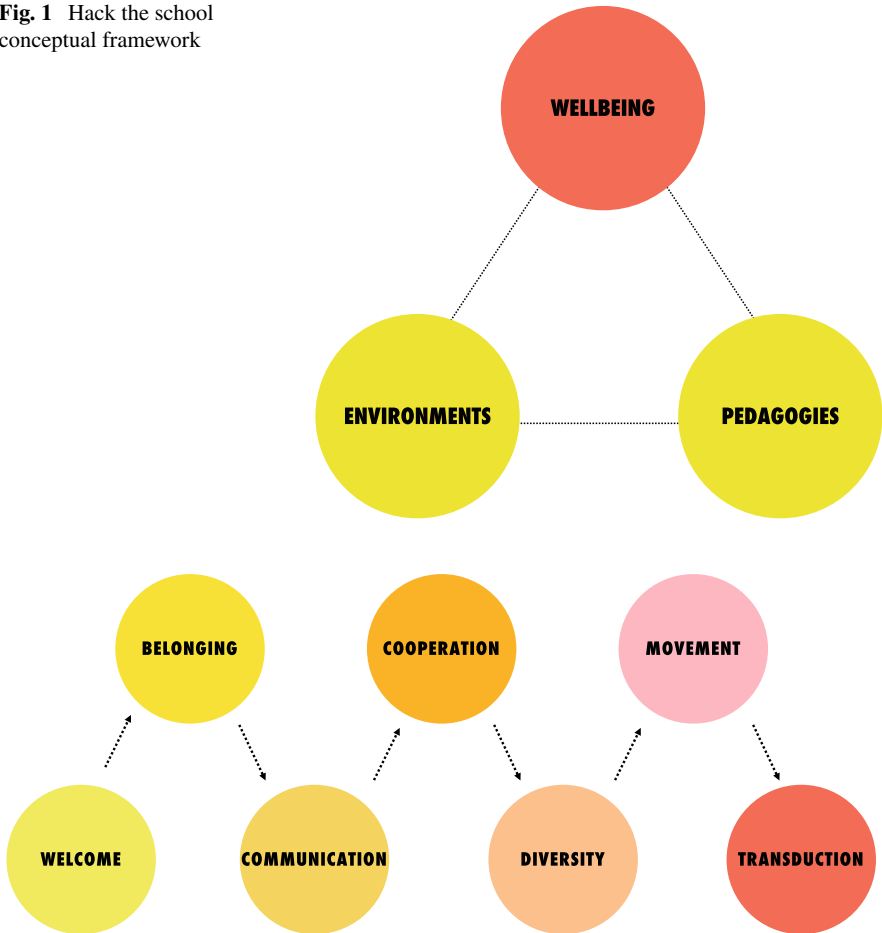 Fig. 1 Hack the school
conceptual framework
WELLBEING
ENVIRONMENTS
PEDAGOGIES
BELONGING
COOPERATION
MOVEMENT
WELCOME
COMMUNICATION
DIVERSITY
TRANSDUCTION